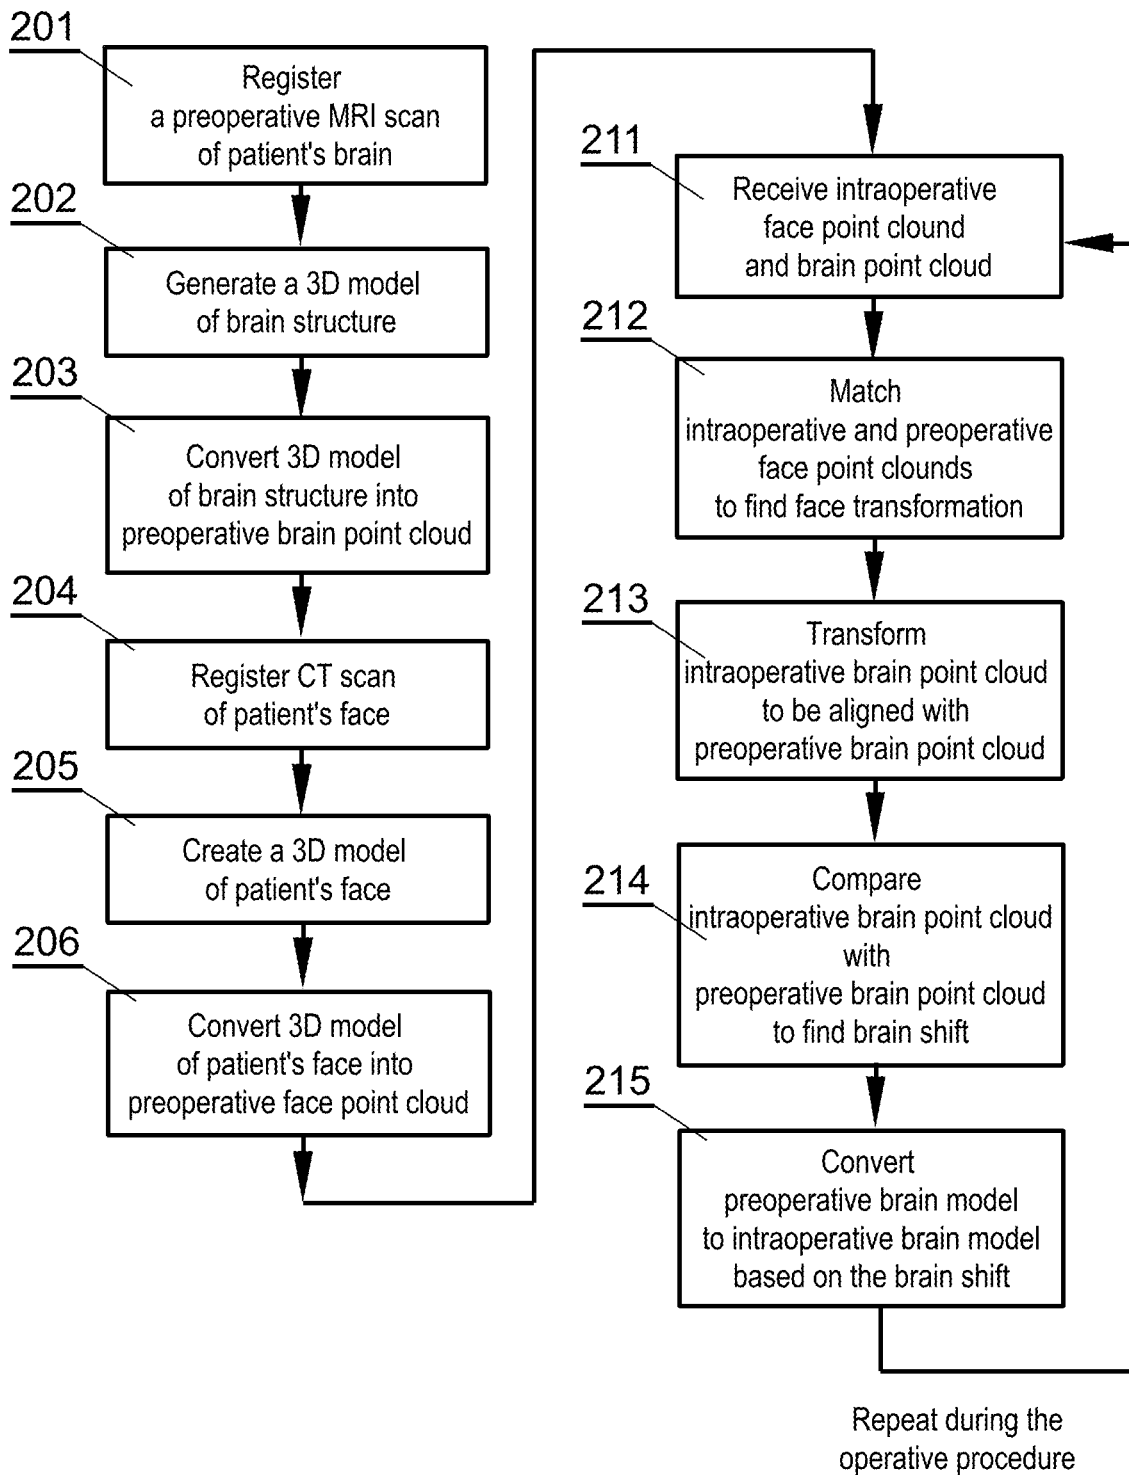 201
Register
a preoperative MRI scan
of patient's brain
202
Generate a 3D model
of brain structure
203
Convert 3D model
of brain structure into
preoperative brain point cloud
204
Register CT scan
of patient's face
205
Create a 3D model
of patient's face
206
Convert 3D model
of patient's face into
preoperative face point cloud
211
Receive intraoperative
face point clound
and brain point cloud
212
Match
intraoperative and preoperative
face point clounds
to find face transformation
213
Transform
intraoperative brain point cloud
to be aligned with
preoperative brain point cloud
214
Compare
intraoperative brain point cloud
with
preoperative brain point cloud
to find brain shift
215
Convert
preoperative brain model
to intraoperative brain model
based on the brain shift
Repeat during the
operative procedure